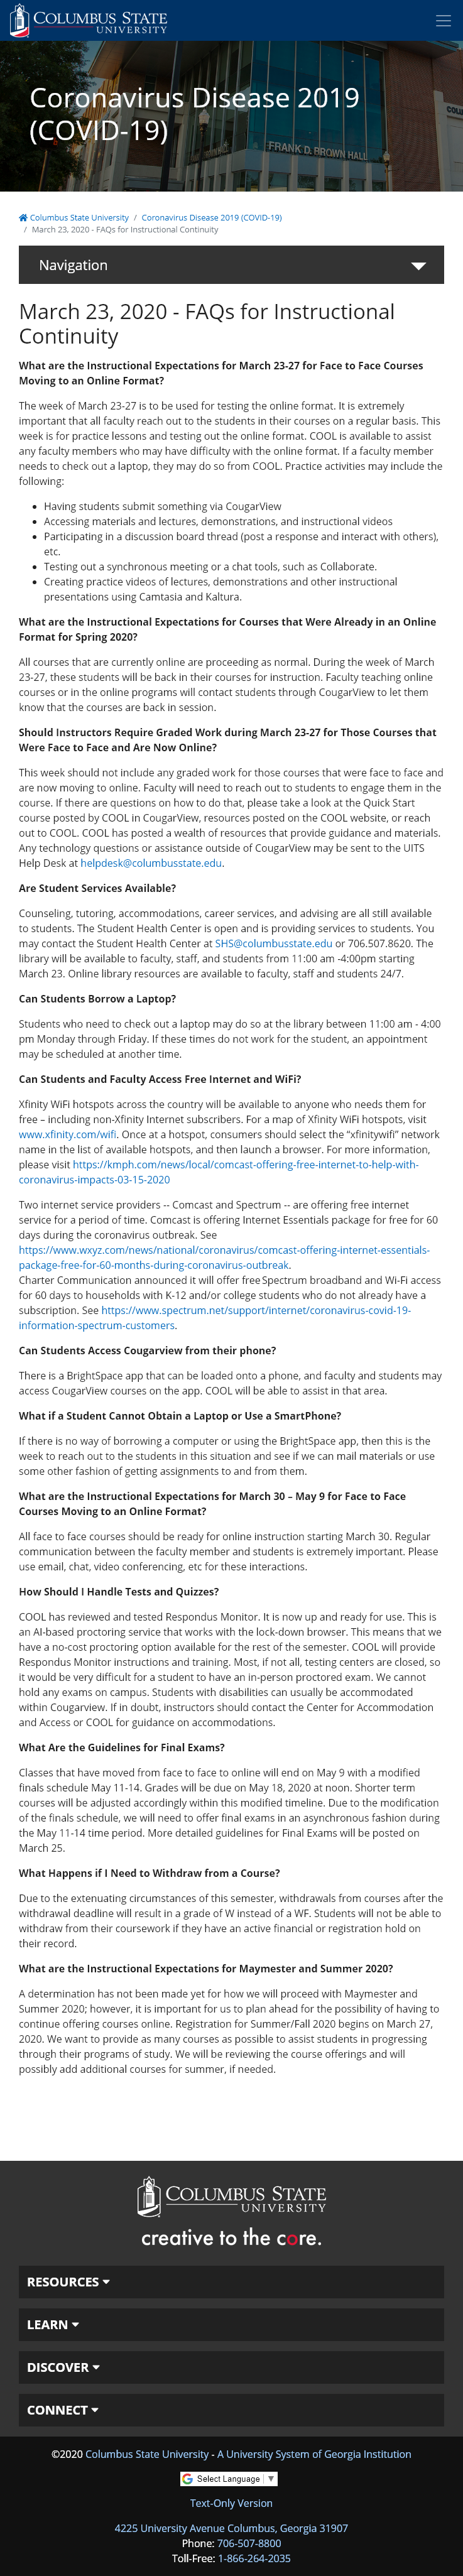 COLUMBUS STATE
UNIVERSITY
Coronavirus Disease 2019
(COVID-19)
FRANK D. BROWN HALL
Columbus State University / Coronavirus Disease 2019 (COVID-19)
/ March 23, 2020 - FAQs for Instructional Continuity
Navigation
March 23, 2020 - FAQs for Instructional
Continuity
What are the Instructional Expectations for March 23-27 for Face to Face Courses
Moving to an Online Format?
The week of March 23-27 is to be used for testing the online format. It is extremely
important that all faculty reach out to the students in their courses on a regular basis. This
week is for practice lessons and testing out the online format. COOL is available to assist
any faculty members who may have difficulty with the online format. If a faculty member
needs to check out a laptop, they may do so from COOL. Practice activities may include the
following:
Having students submit something via CougarView
Accessing materials and lectures, demonstrations, and instructional videos
Participating in a discussion board thread (post a response and interact with others),
etc.
Testing out a synchronous meeting or a chat tools, such as Collaborate.
Creating practice videos of lectures, demonstrations and other instructional
presentations using Camtasia and Kaltura.
What are the Instructional Expectations for Courses that Were Already in an Online
Format for Spring 2020?
All courses that are currently online are proceeding as normal. During the week of March
23-27, these students will be back in their courses for instruction. Faculty teaching online
courses or in the online programs will contact students through CougarView to let them
know that the courses are back in session.
Should Instructors Require Graded Work during March 23-27 for Those Courses that
Were Face to Face and Are Now Online?
This week should not include any graded work for those courses that were face to face and
are now moving to online. Faculty will need to reach out to students to engage them in the
course. If there are questions on how to do that, please take a look at the Quick Start
course posted by COOL in CougarView, resources posted on the COOL website, or reach
out to COOL. COOL has posted a wealth of resources that provide guidance and materials.
Any technology questions or assistance outside of CougarView may be sent to the UITS
Help Desk at helpdesk@columbusstate.edu.
Are Student Services Available?
Counseling, tutoring, accommodations, career services, and advising are all still available
to students. The Student Health Center is open and is providing services to students. You
may contact the Student Health Center at SHS@columbusstate.edu or 706.507.8620. The
library will be available to faculty, staff, and students from 11:00 am -4:00pm starting
March 23. Online library resources are available to faculty, staff and students 24/7.
Can Students Borrow a Laptop?
Students who need to check out a laptop may do so at the library between 11:00 am - 4:00
pm Monday through Friday. If these times do not work for the student, an appointment
may be scheduled at another time.
Can Students and Faculty Access Free Internet and WiFi?
Xfinity WiFi hotspots across the country will be available to anyone who needs them for
free – including non-Xfinity Internet subscribers. For a map of Xfinity WiFi hotspots, visit
www.xfinity.com/wifi. Once at a hotspot, consumers should select the “xfinitywifi” network
name in the list of available hotspots, and then launch a browser. For more information,
please visit https://kmph.com/news/local/comcast-offering-free-internet-to-help-with-
coronavirus-impacts-03-15-2020
Two internet service providers -- Comcast and Spectrum -- are offering free internet
service for a period of time. Comcast is offering Internet Essentials package for free for 60
days during the coronavirus outbreak. See
https://www.wxyz.com/news/national/coronavirus/comcast-offering-internet-essentials-
package-free-for-60-months-during-coronavirus-outbreak.
Charter Communication announced it will offer free Spectrum broadband and Wi-Fi access
for 60 days to households with K-12 and/or college students who do not already have a
subscription. See https://www.spectrum.net/support/internet/coronavirus-covid-19-
information-spectrum-customers.
Can Students Access Cougarview from their phone?
There is a BrightSpace app that can be loaded onto a phone, and faculty and students may
access CougarView courses on the app. COOL will be able to assist in that area.
What if a Student Cannot Obtain a Laptop or Use a SmartPhone?
If there is no way of borrowing a computer or using the BrightSpace app, then this is the
week to reach out to the students in this situation and see if we can mail materials or use
some other fashion of getting assignments to and from them.
What are the Instructional Expectations for March 30 – May 9 for Face to Face
Courses Moving to an Online Format?
All face to face courses should be ready for online instruction starting March 30. Regular
communication between the faculty member and students is extremely important. Please
use email, chat, video conferencing, etc for these interactions.
How Should I Handle Tests and Quizzes?
COOL has reviewed and tested Respondus Monitor. It is now up and ready for use. This is
an AI-based proctoring service that works with the lock-down browser. This means that we
have a no-cost proctoring option available for the rest of the semester. COOL will provide
Respondus Monitor instructions and training. Most, if not all, testing centers are closed, so
it would be very difficult for a student to have an in-person proctored exam. We cannot
hold any exams on campus. Students with disabilities can usually be accommodated
within Cougarview. If in doubt, instructors should contact the Center for Accommodation
and Access or COOL for guidance on accommodations.
What Are the Guidelines for Final Exams?
Classes that have moved from face to face to online will end on May 9 with a modified
finals schedule May 11-14. Grades will be due on May 18, 2020 at noon. Shorter term
courses will be adjusted accordingly within this modified timeline. Due to the modification
of the finals schedule, we will need to offer final exams in an asynchronous fashion during
the May 11-14 time period. More detailed guidelines for Final Exams will be posted on
March 25.
What Happens if I Need to Withdraw from a Course?
Due to the extenuating circumstances of this semester, withdrawals from courses after the
withdrawal deadline will result in a grade of W instead of a WF. Students will not be able to
withdraw from their coursework if they have an active financial or registration hold on
their record.
What are the Instructional Expectations for Maymester and Summer 2020?
A determination has not been made yet for how we will proceed with Maymester and
Summer 2020; however, it is important for us to plan ahead for the possibility of having to
continue offering courses online. Registration for Summer/Fall 2020 begins on March 27,
2020. We want to provide as many courses as possible to assist students in progressing
through their programs of study. We will be reviewing the course offerings and will
possibly add additional courses for summer, if needed.
COLUMBUS STATE
UNIVERSITY
creative to the core.
RESOURCES
LEARN
DISCOVER
CONNECT
©2020 Columbus State University - A University System of Georgia Institution
Select Language ▼
Text-Only Version
4225 University Avenue Columbus, Georgia 31907
Phone: 706-507-8800
Toll-Free: 1-866-264-2035